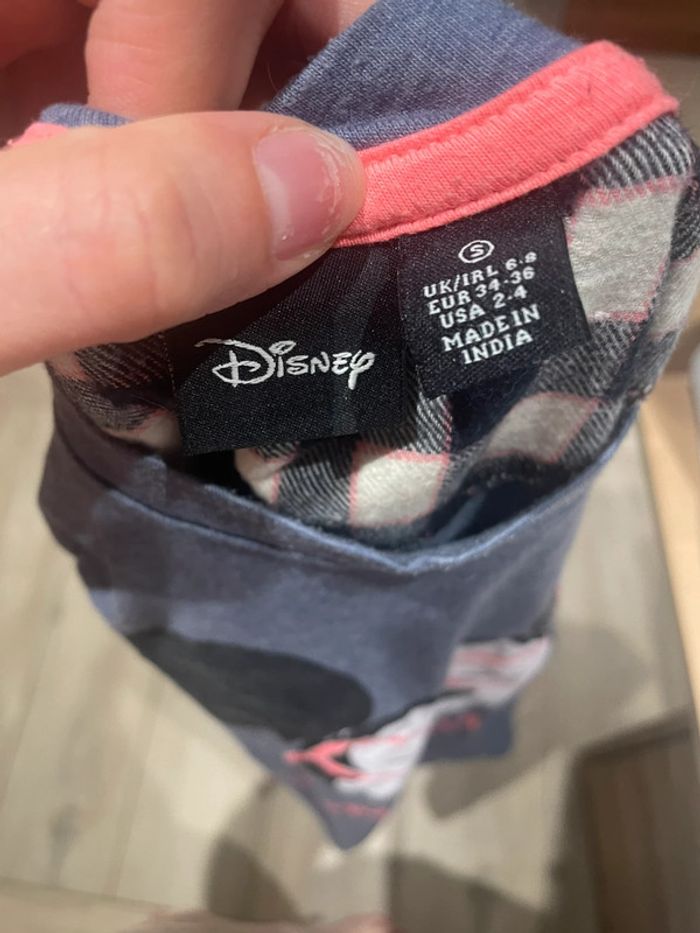 Disney
S
UK/IRL 6-8
EUR 34-36
USA 2-4
MADE IN
INDIA